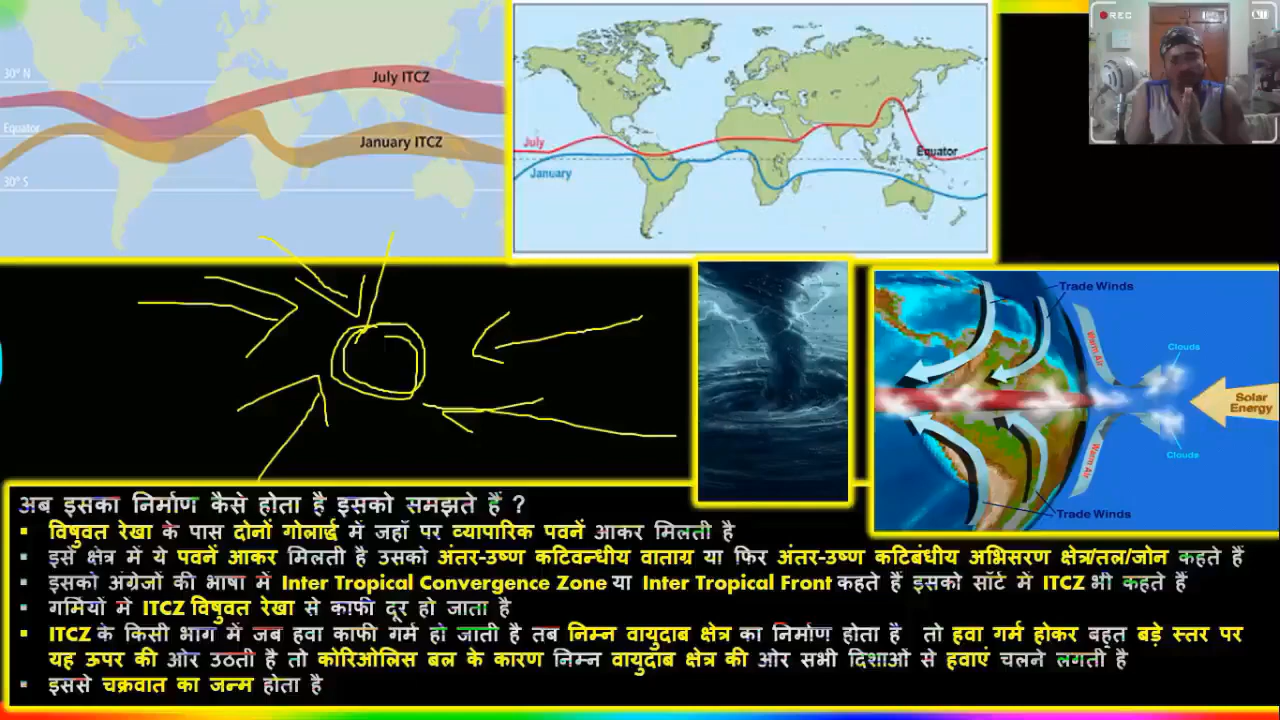 REC
30° N
July ITCZ
Equator
January ITCZ
30° S
July
Equator
January
Trade Winds
Warm Air
Clouds
Solar
Energy
Clouds
Warm Air
Trade Winds
अब इसका निर्माण कैसे होता है इसको समझते हैं ?
विषुवत रेखा के पास दोनों गोलार्द्ध में जहाँ पर व्यापारिक पवनें आकर मिलती है
इसे क्षेत्र में ये पवनें आकर मिलती है उसको अंतर-उष्ण कटिवन्धीय वाताग्र या फिर अंतर-उष्ण कटिबंधीय अभिसरण क्षेत्र/तल/जोन कहते हैं
इसको अंग्रेजों की भाषा में Inter Tropical Convergence Zone या Inter Tropical Front कहते हैं इसको सॉर्ट में ITCZ भी कहते हैं
गर्मियों में ITCZ विषुवत रेखा से काफी दूर हो जाता है
ITCZ के किसी भाग में जब हवा काफी गर्म हो जाती है तब निम्न वायुदाब क्षेत्र का निर्माण होता है तो हवा गर्म होकर बहुत बड़े स्तर पर
यह ऊपर की ओर उठती है तो कोरिओलिस बल के कारण निम्न वायुदाब क्षेत्र की ओर सभी दिशाओं से हवाएं चलने लगती है
इससे चक्रवात का जन्म होता है